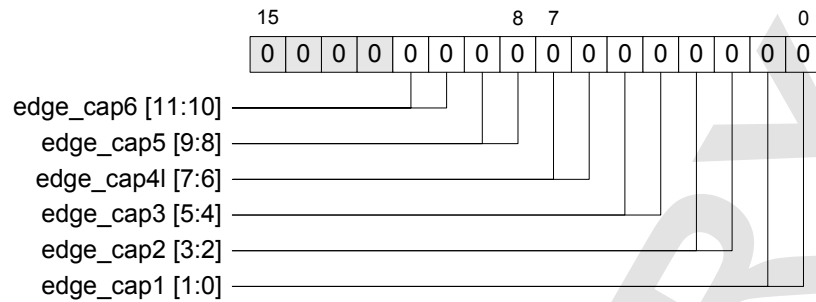 15 8 7 0
0 0 0 0 0 0 0 0 0 0 0 0 0 0 0 0
edge_cap6 [11:10]
edge_cap5 [9:8]
edge_cap4l [7:6]
edge_cap3 [5:4]
edge_cap2 [3:2]
edge_cap1 [1:0]